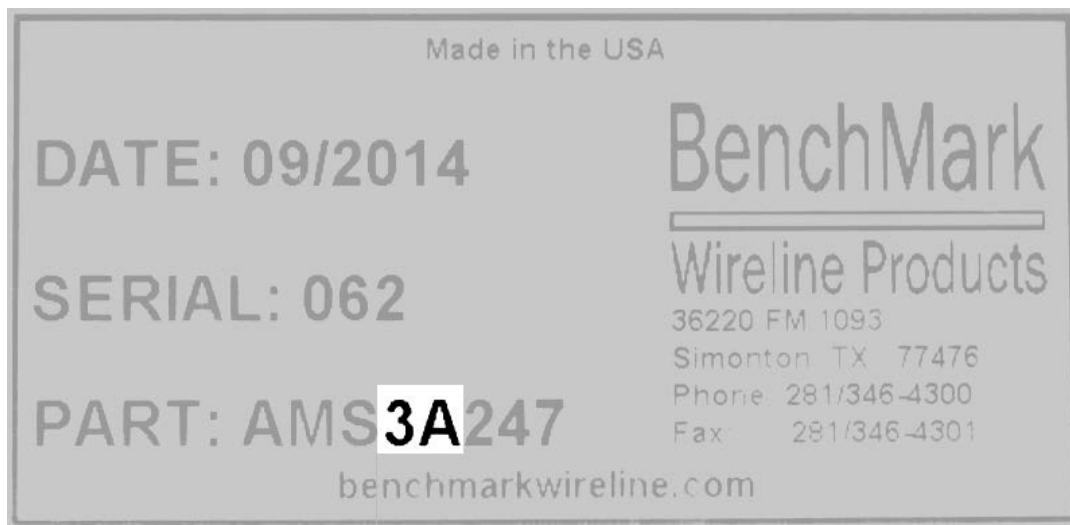 Made in the USA
DATE: 09/2014
SERIAL: 062
PART: AMS3A247
BenchMark
Wireline Products
36220 FM 1093
Simonton TX 77476
Phone: 281/346-4300
Fax: 281/346-4301
benchmarkwireline.com